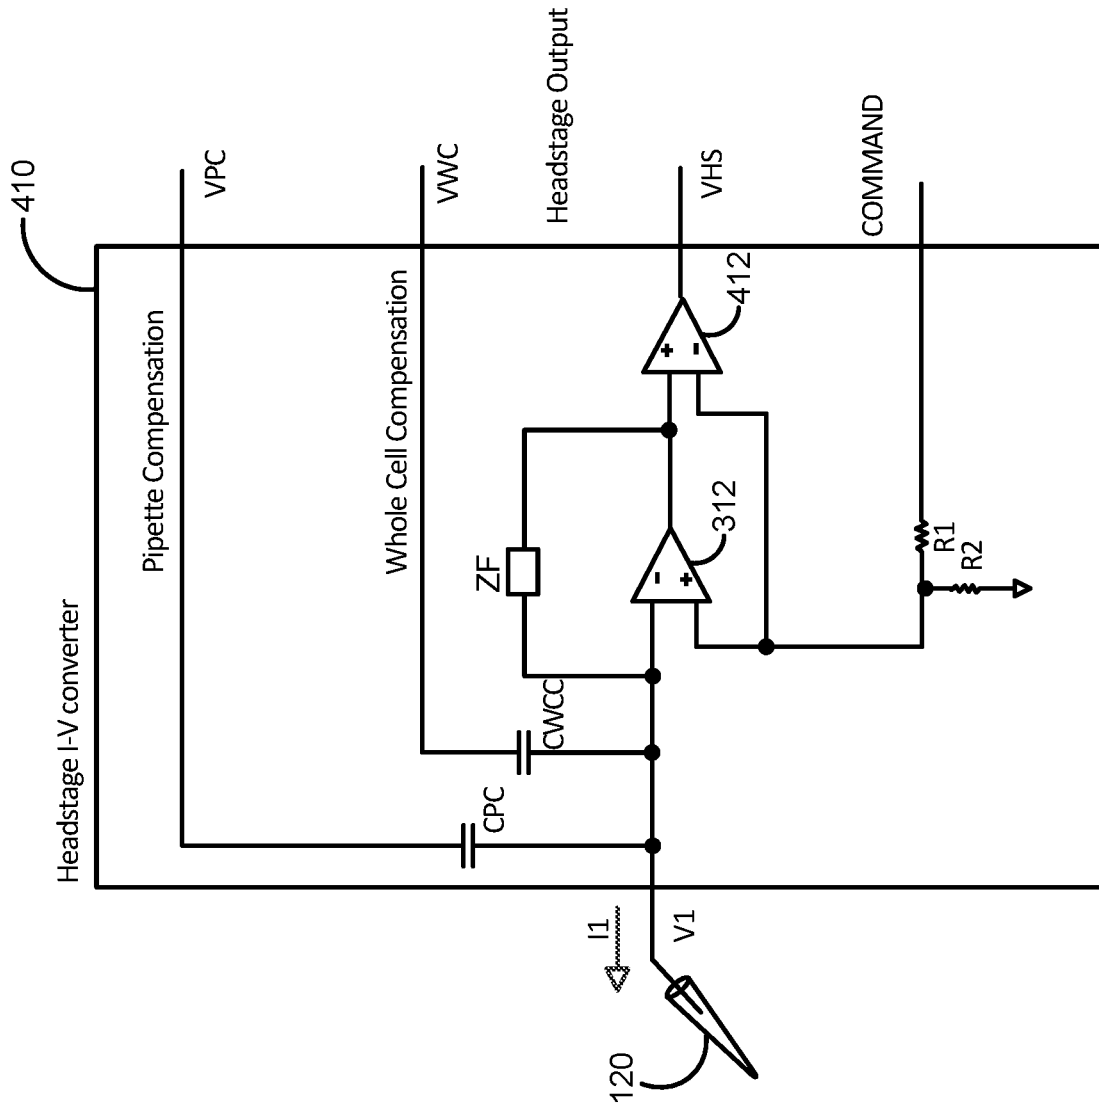 Headstage I-V converter
410
Pipette Compensation
VPC
CPC
Whole Cell Compensation
VWC
CWCC
ZF
Headstage Output
VHS
412
312
I1
V1
120
COMMAND
R1
R2